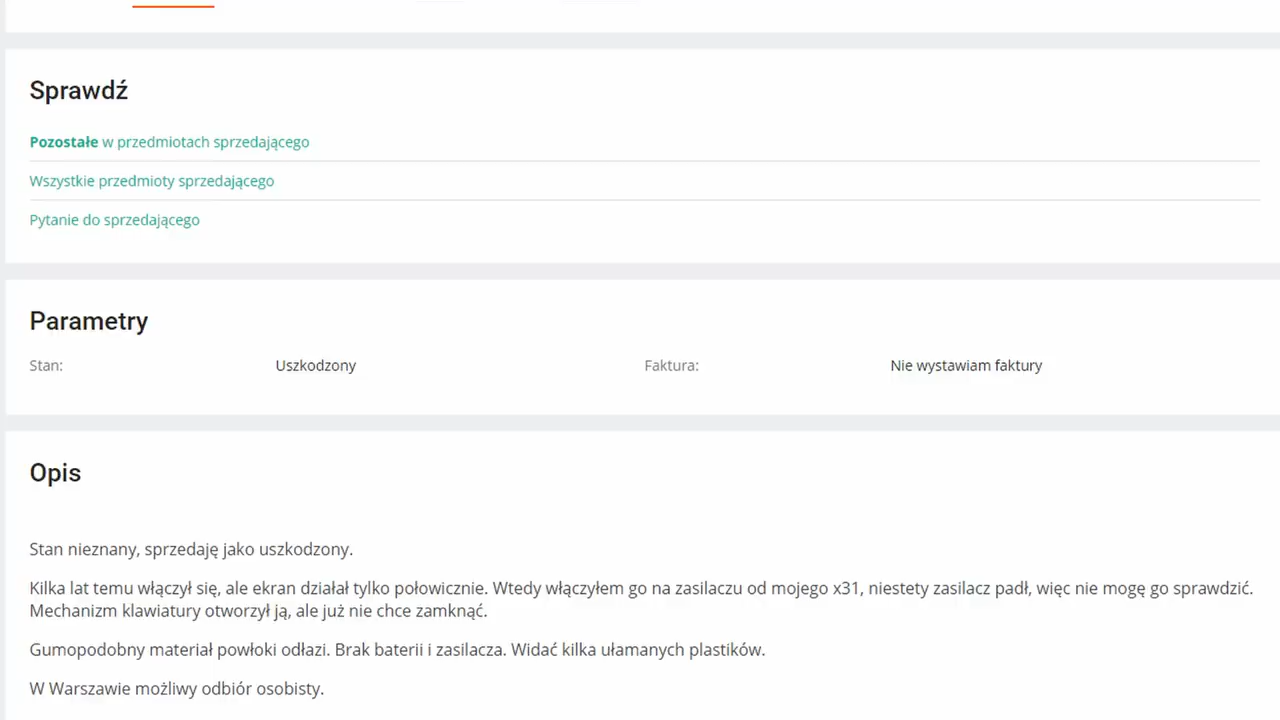 Sprawdź
Pozostałe w przedmiotach sprzedającego
Wszystkie przedmioty sprzedającego
Pytanie do sprzedającego
Parametry
Stan: Uszkodzony Faktura: Nie wystawiam faktury
Opis
Stan nieznany, sprzedaję jako uszkodzony.
Kilka lat temu włączył się, ale ekran działał tylko połowicznie. Wtedy włączyłem go na zasilaczu od mojego x31, niestety zasilacz padł, więc nie mogę go sprawdzić.
Mechanizm klawiatury otworzył ją, ale już nie chce zamknąć.
Gumopodobny materiał powłoki odłazi. Brak baterii i zasilacza. Widać kilka ułamanych plastików.
W Warszawie możliwy odbiór osobisty.